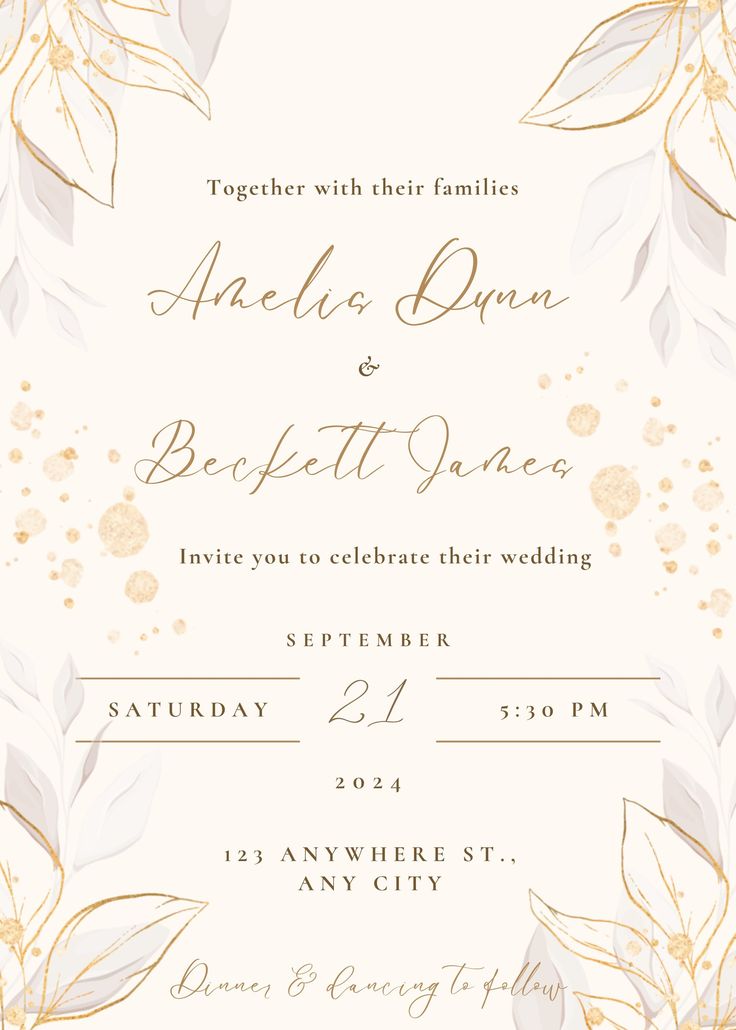 Together with their families
Amelia Dunn
&
Beckett James
Invite you to celebrate their wedding
SEPTEMBER
SATURDAY 21 5:30 PM
2024
123 ANYWHERE ST.,
ANY CITY
Dinner & dancing to follow